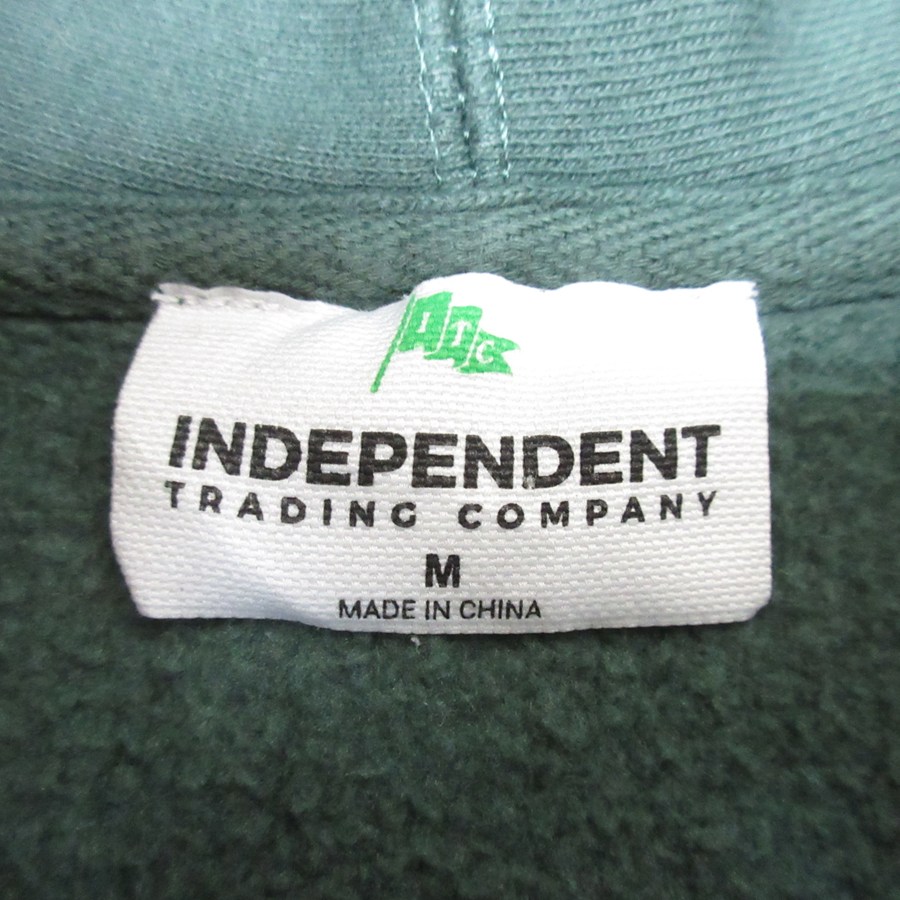 ITC
INDEPENDENT
TRADING COMPANY
M
MADE IN CHINA